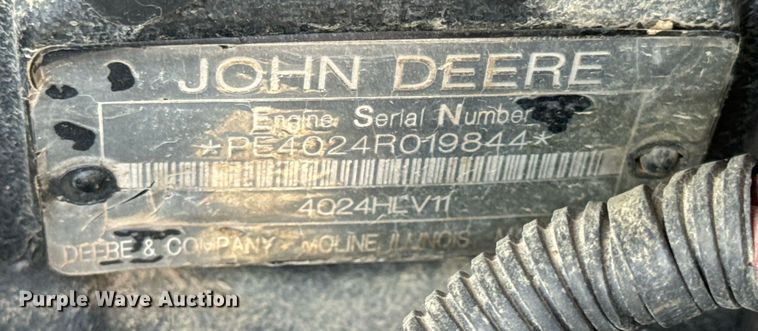 JOHN DEERE
Engine Serial Number
*PE4024R019844*
4024HLV11
DEERE & COMPANY MOLINE, ILLINOIS
Purple Wave Auction